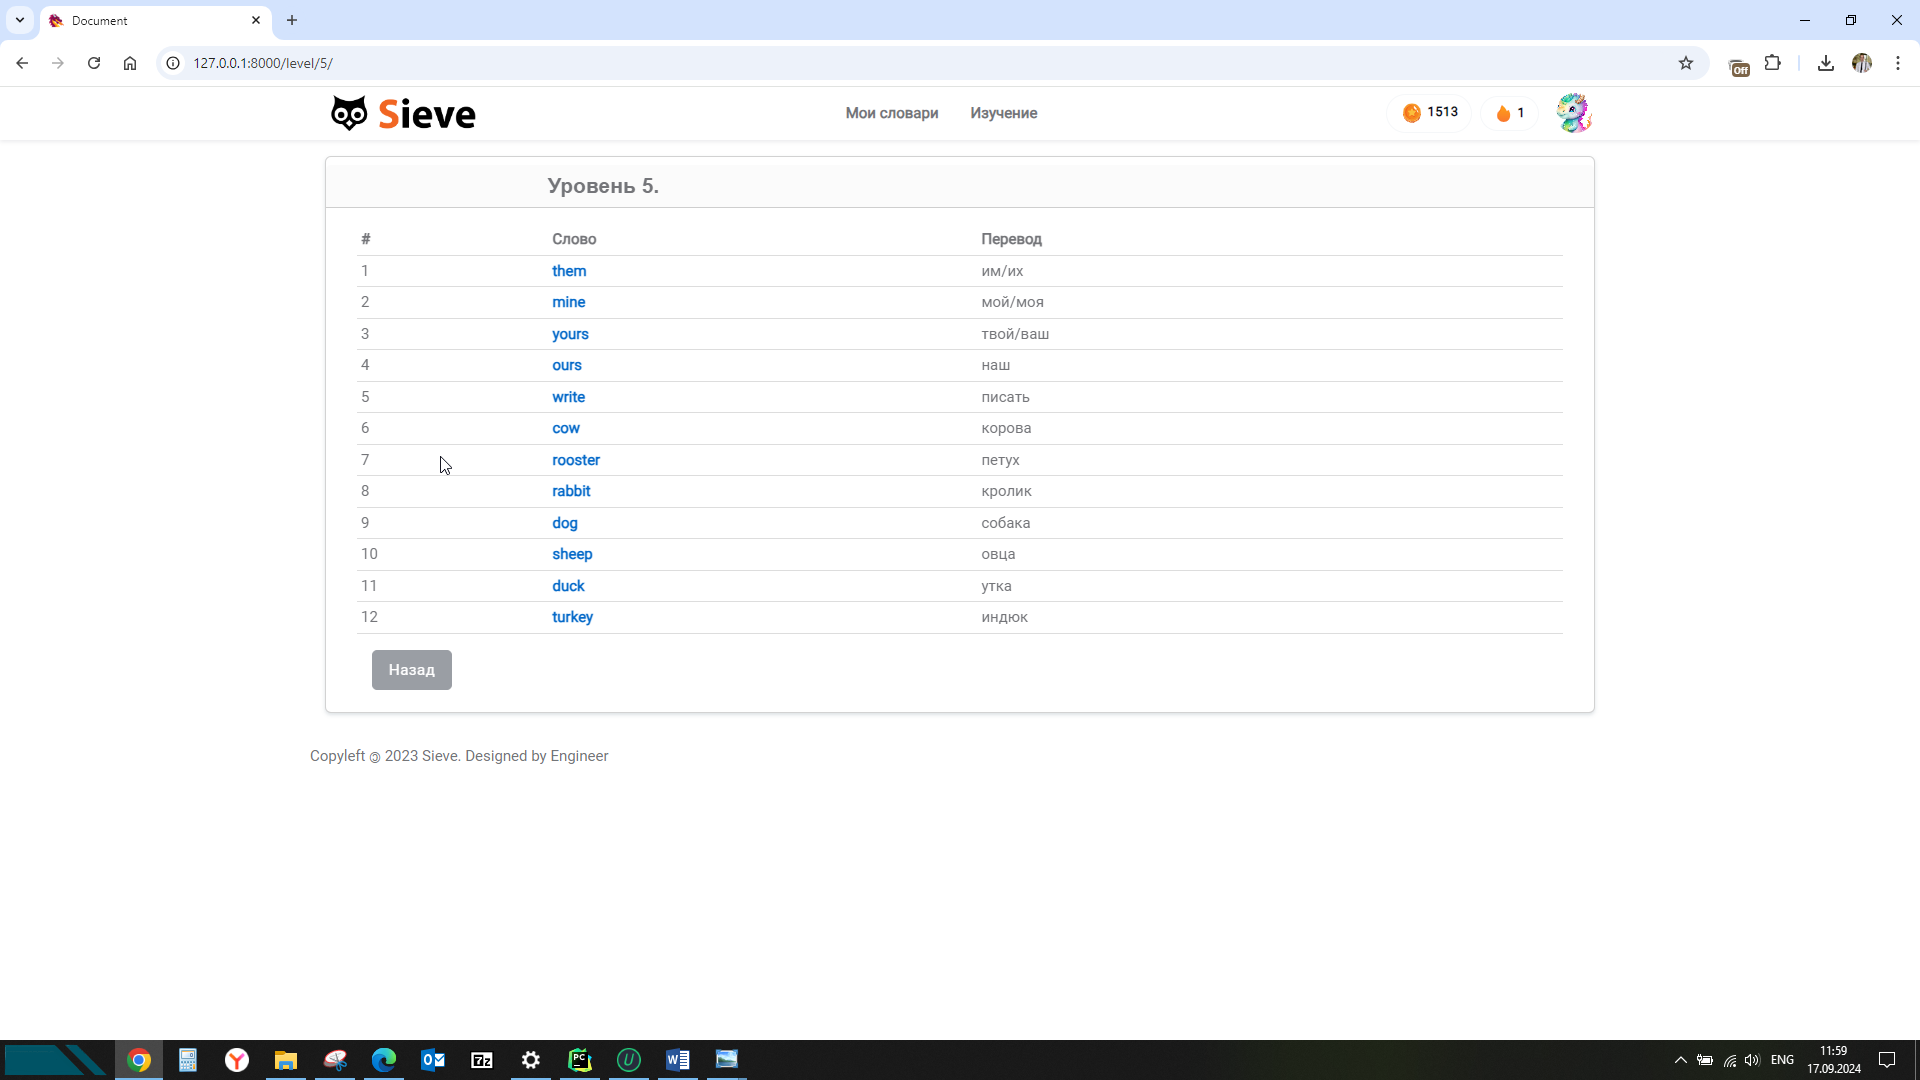 Document
127.0.0.1:8000/level/5/
Off
Sieve
Мои словари
Изучение
1513
1
Уровень 5.
# Слово Перевод
1 them им/их
2 mine мой/моя
3 yours твой/ваш
4 ours наш
5 write писать
6 cow корова
7 rooster петух
8 rabbit кролик
9 dog собака
10 sheep овца
11 duck утка
12 turkey индюк
Назад
Copyleft @ 2023 Sieve. Designed by Engineer
ENG
11:59
17.09.2024